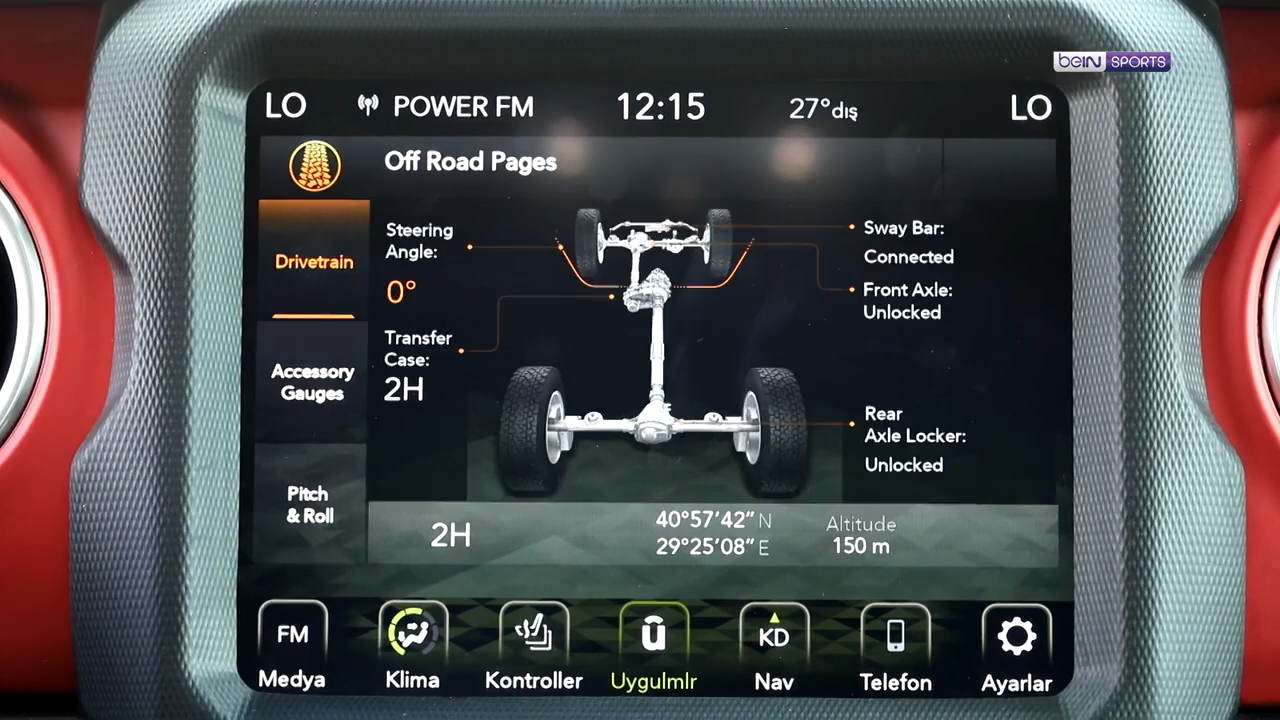 beIN SPORTS
LO POWER FM 12:15 27°dış LO
Off Road Pages
Drivetrain
Accessory
Gauges
Pitch
& Roll
Steering
Angle:
0°
Transfer
Case:
2H
Sway Bar:
Connected
Front Axle:
Unlocked
Rear
Axle Locker:
Unlocked
2H
40°57'42" N
29°25'08" E
Altitude
150 m
FM
Medya
Klima
Kontroller
Uygulmlr
KD
Nav
Telefon
Ayarlar